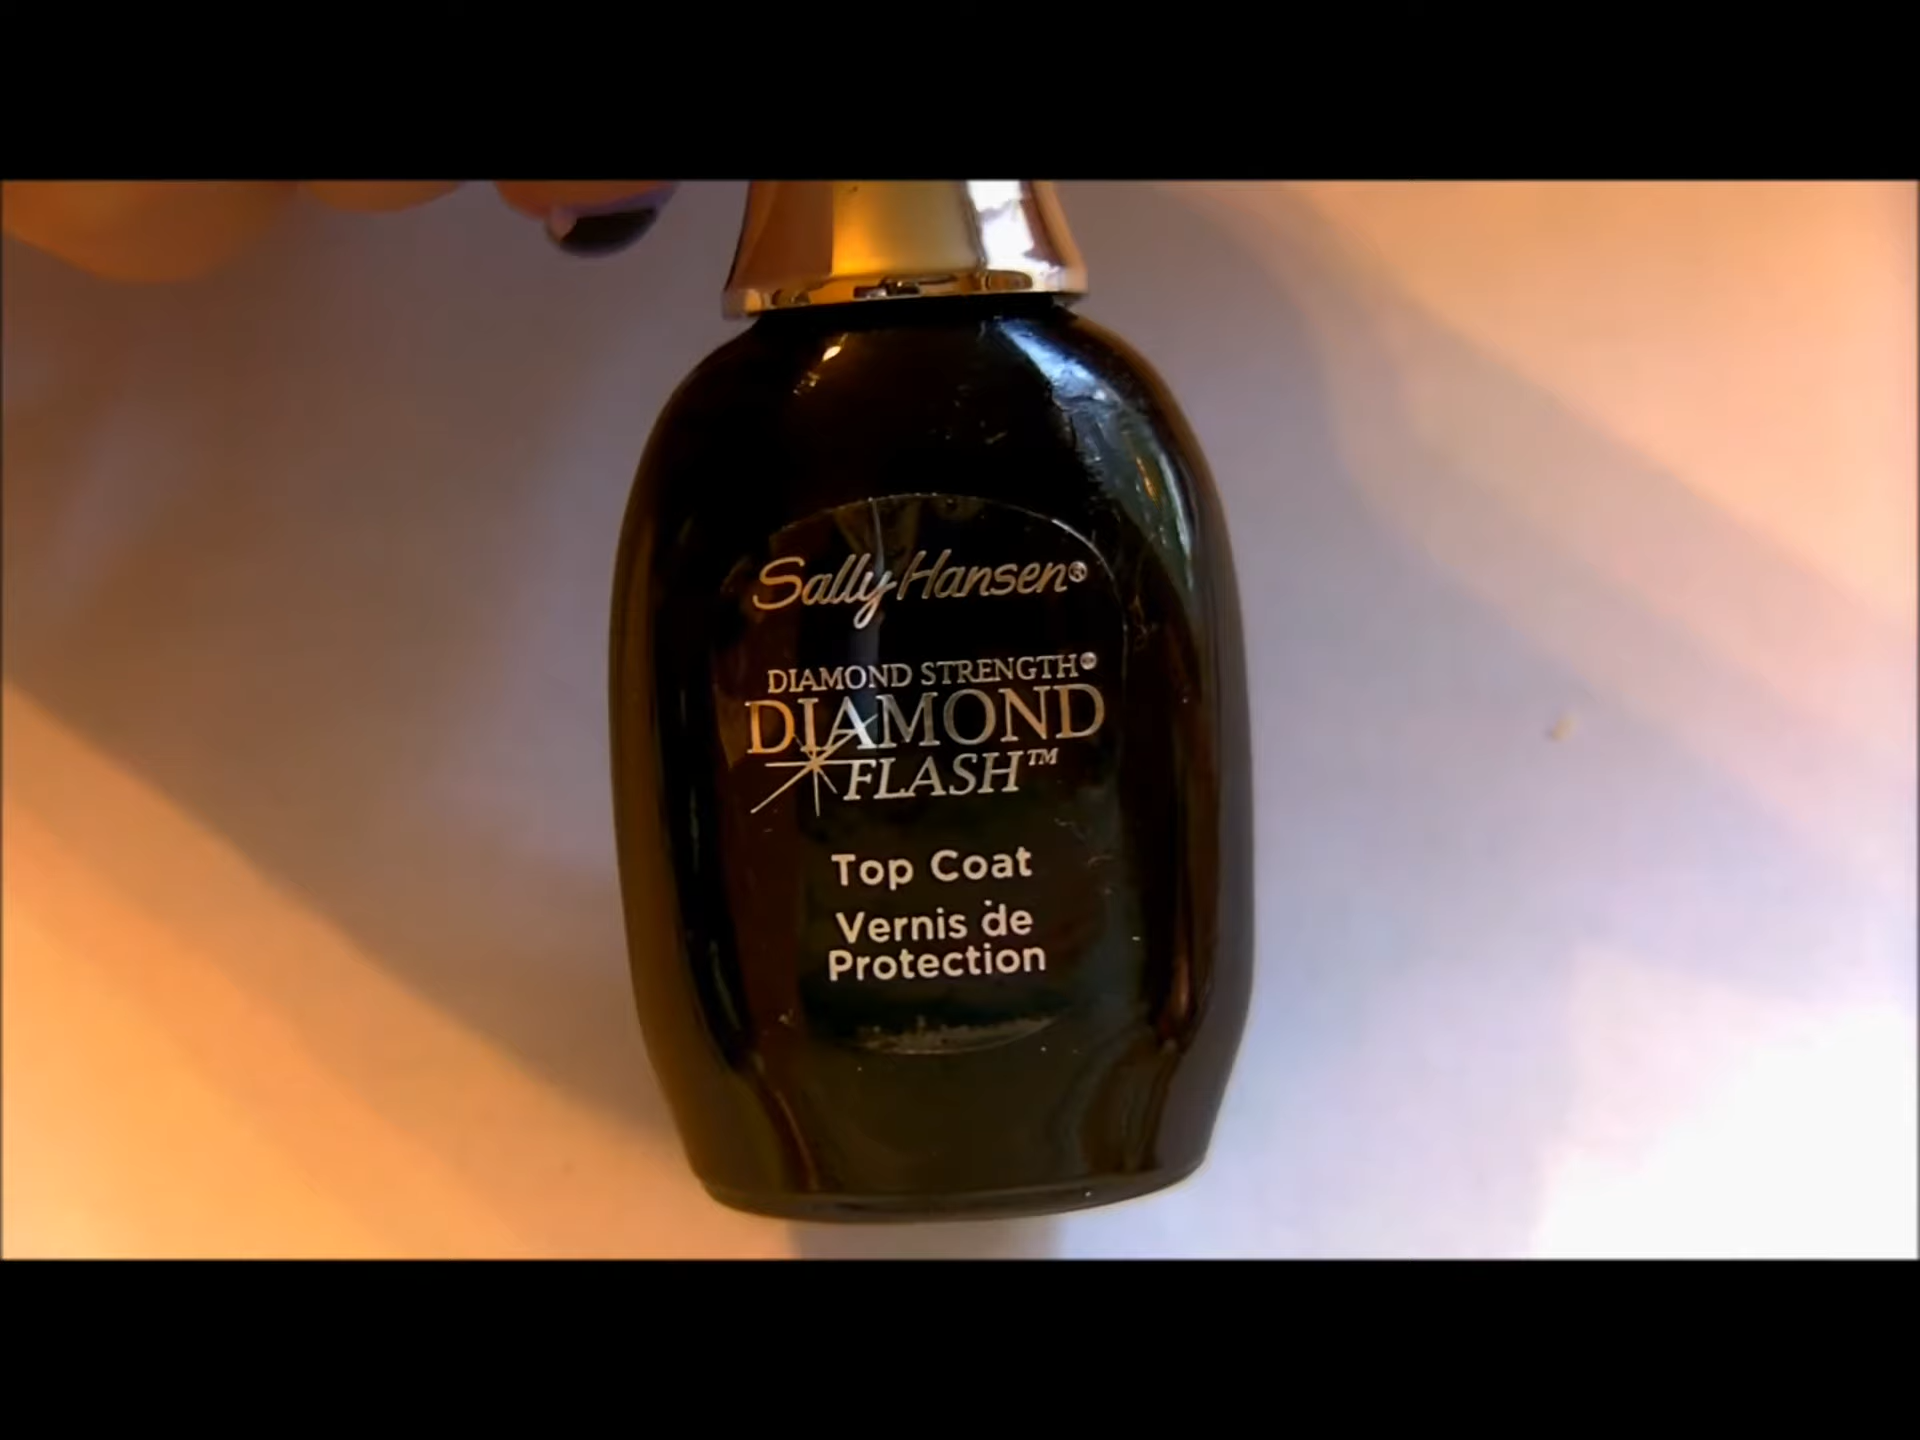 Sally Hansen®
DIAMOND STRENGTH®
DIAMOND
FLASH™
Top Coat
Vernis de
Protection